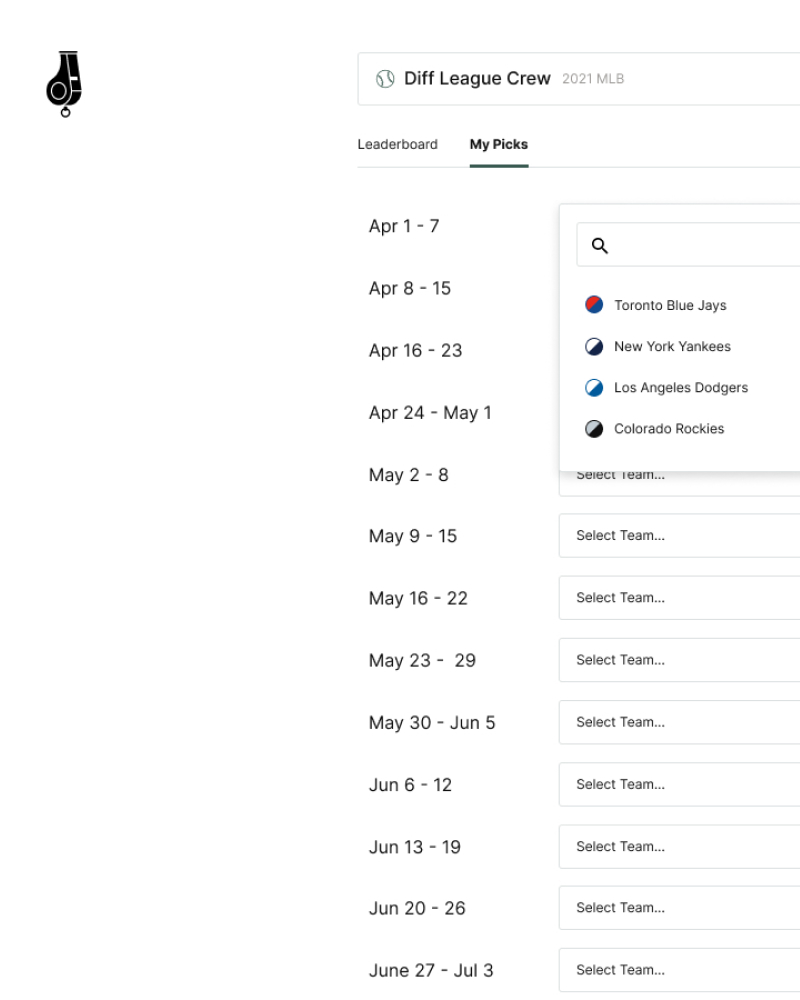 Diff League Crew 2021 MLB
Leaderboard My Picks
Apr 1 - 7
Apr 8 - 15
Toronto Blue Jays
Apr 16 - 23
New York Yankees
Los Angeles Dodgers
Apr 24 - May 1
Colorado Rockies
May 2 - 8 Select Team...
May 9 - 15 Select Team...
May 16 - 22 Select Team...
May 23 -  29 Select Team...
May 30 - Jun 5 Select Team...
Jun 6 - 12 Select Team...
Jun 13 - 19 Select Team...
Jun 20 - 26 Select Team...
June 27 - Jul 3 Select Team...